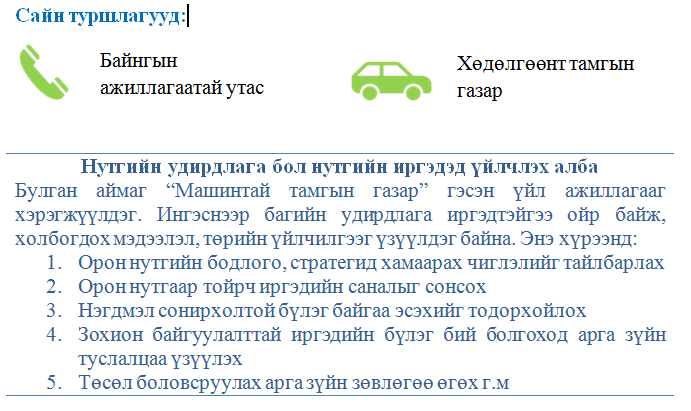 Сайн туршлагууд:
Байнгын
ажиллагаатай утас
Хөдөлгөөнт тамгын
газар
Нутгийн удирдлага бол нутгийн иргэдэд үйлчлэх алба
Булган аймаг “Машинтай тамгын газар” гэсэн үйл ажиллагааг
хэрэгжүүлдэг. Ингэснээр багийн удирдлага иргэдтэйгээ ойр байж,
холбогдох мэдээлэл, төрийн үйлчилгээг үзүүлдэг байна. Энэ хүрээнд:
1. Орон нутгийн бодлого, стратегид хамаарах чиглэлийг тайлбарлах
2. Орон нутгаар тойрч иргэдийн саналыг сонсох
3. Нэгдмэл сонирхолтой бүлэг байгаа эсэхийг тодорхойлох
4. Зохион байгуулалттай иргэдийн бүлэг бий болгоход арга зүйн
туслалцаа үзүүлэх
5. Төсөл боловсруулах арга зүйн зөвлөгөө өгөх г.м